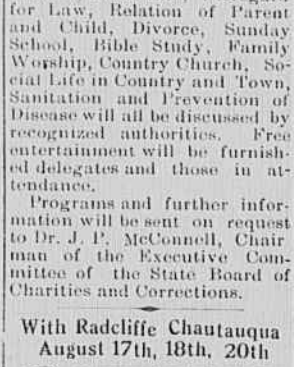 for Law, Relation of Parent
and Child, Divorce, Sunday
School, Bible Study, Family
Worship, Country Church, So-
cial Life in Country and Town,
Sanitation and Prevention of
Disease will all be discussed by
recognized authorities. Free
entertainment will be furnish-
ed delegates and those in at-
tendance.
Programs and further infor-
mation will be sent on request
to Dr. J. P. McConnell, Chair
man of the Executive Com-
mittee of the State Board of
Charities and Corrections.
With Radcliffe Chautauqua
August 17th, 18th, 20th